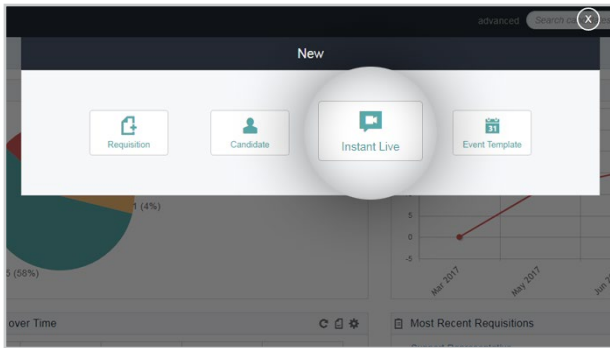 advanced
X
New
Requisition
Candidate
Instant Live
31
Event Template
1 (4%)
5
0
-5
Mar 2017
May 2017
5 (58%)
over Time
Most Recent Requisitions